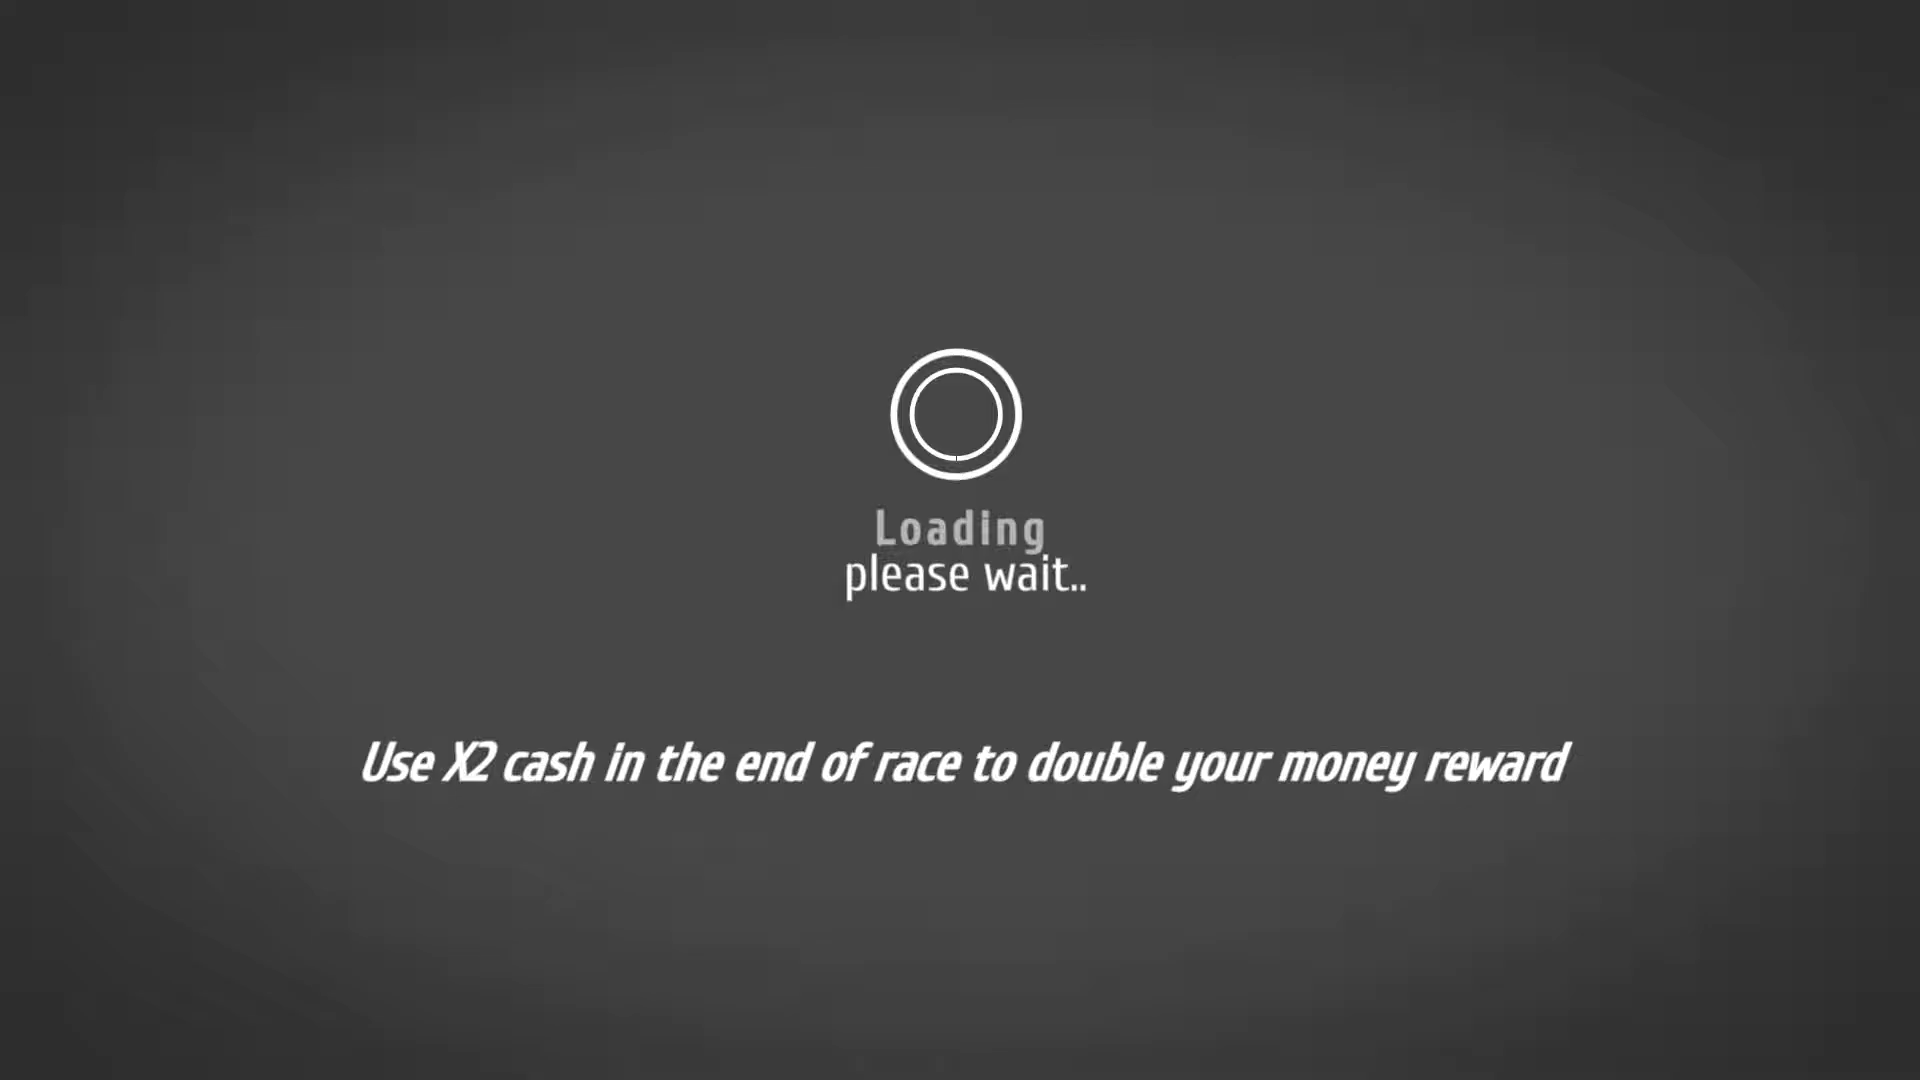 Loading
please wait..
Use X2 cash in the end of race to double your money reward